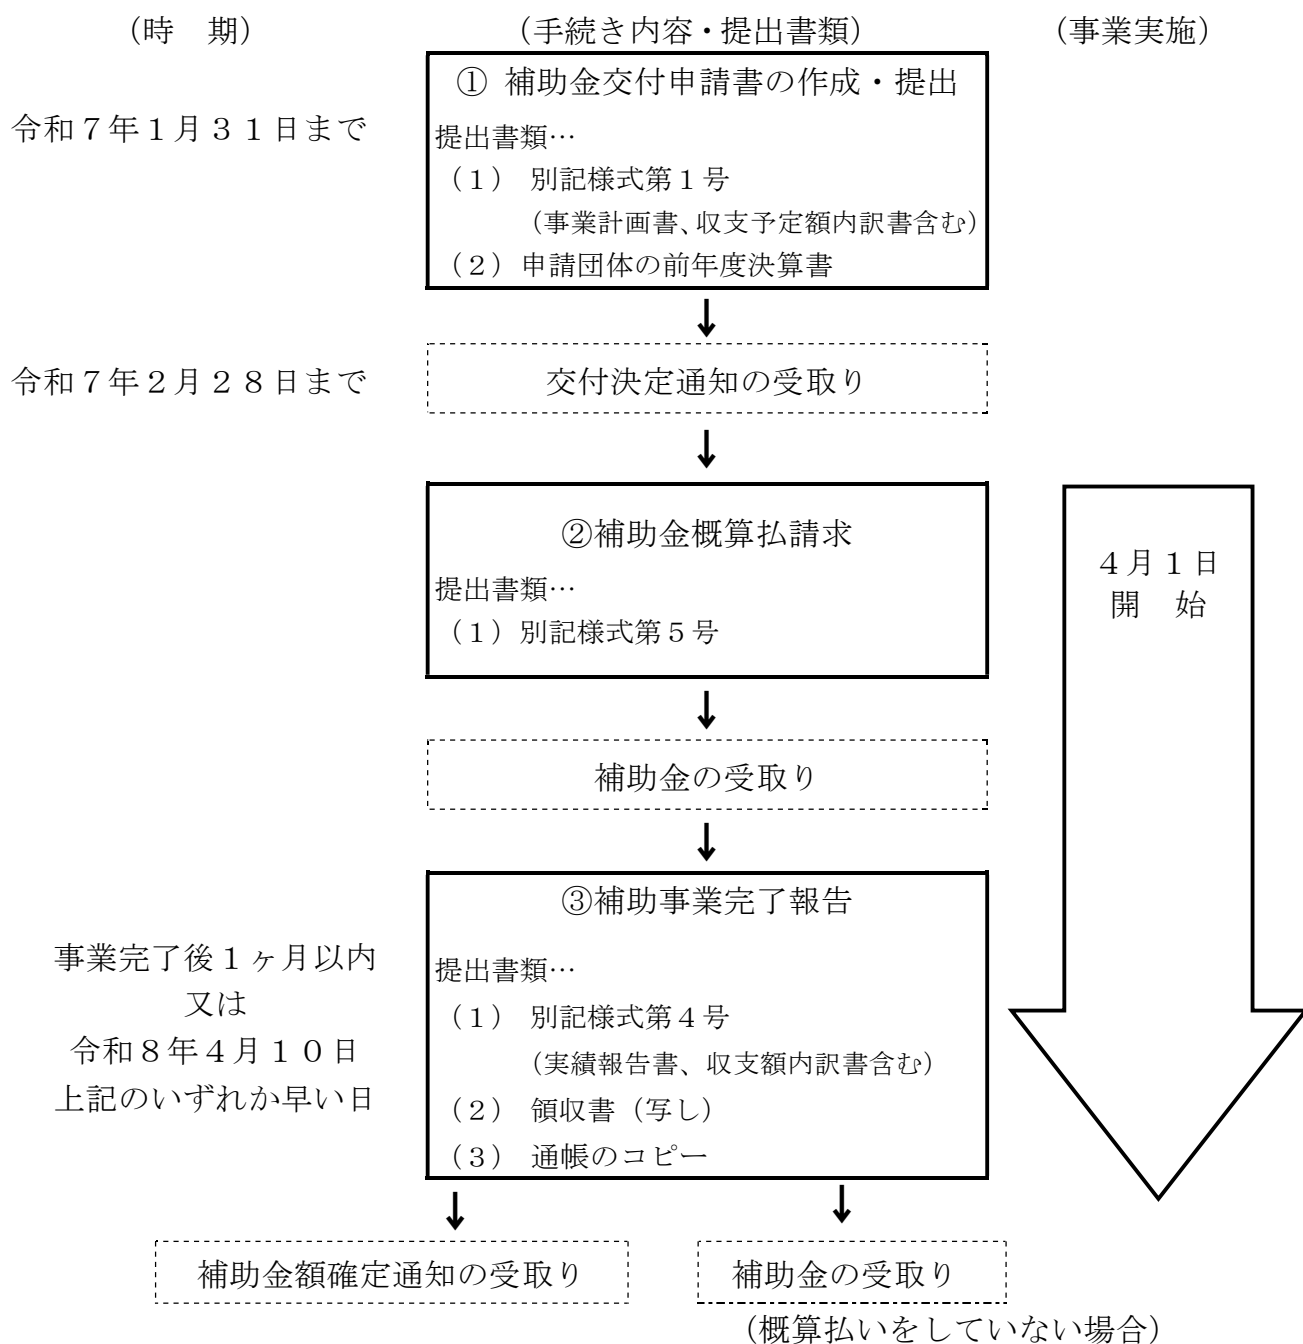 （時　期）
（手続き内容・提出書類）
（事業実施）
① 補助金交付申請書の作成・提出
令和７年１月３１日まで
提出書類…
（１） 別記様式第１号
（事業計画書、収支予定額内訳書含む）
（２）申請団体の前年度決算書
令和７年２月２８日まで
交付決定通知の受取り
②補助金概算払請求
提出書類…
（１）別記様式第５号
４月１日
開　始
補助金の受取り
③補助事業完了報告
事業完了後１ヶ月以内
又は
令和８年４月１０日
上記のいずれか早い日
提出書類…
（１） 別記様式第４号
（実績報告書、収支額内訳書含む）
（２） 領収書（写し）
（３） 通帳のコピー
補助金額確定通知の受取り
補助金の受取り
（概算払いをしていない場合）